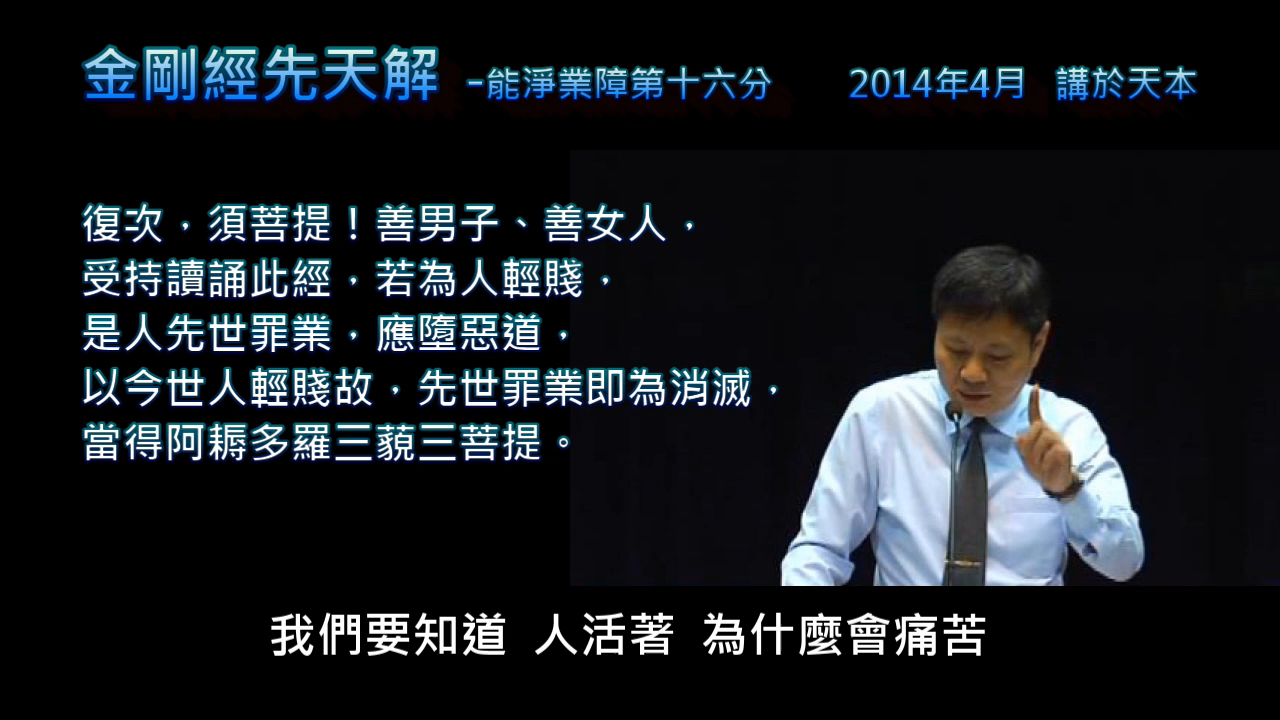 金剛經先天解 -能淨業障第十六分 2014年4月 講於天本
復次，須菩提！善男子、善女人，
受持讀誦此經，若為人輕賤，
是人先世罪業，應墮惡道，
以今世人輕賤故，先世罪業即為消滅，
當得阿耨多羅三藐三菩提。
我們要知道 人活著 為什麼會痛苦